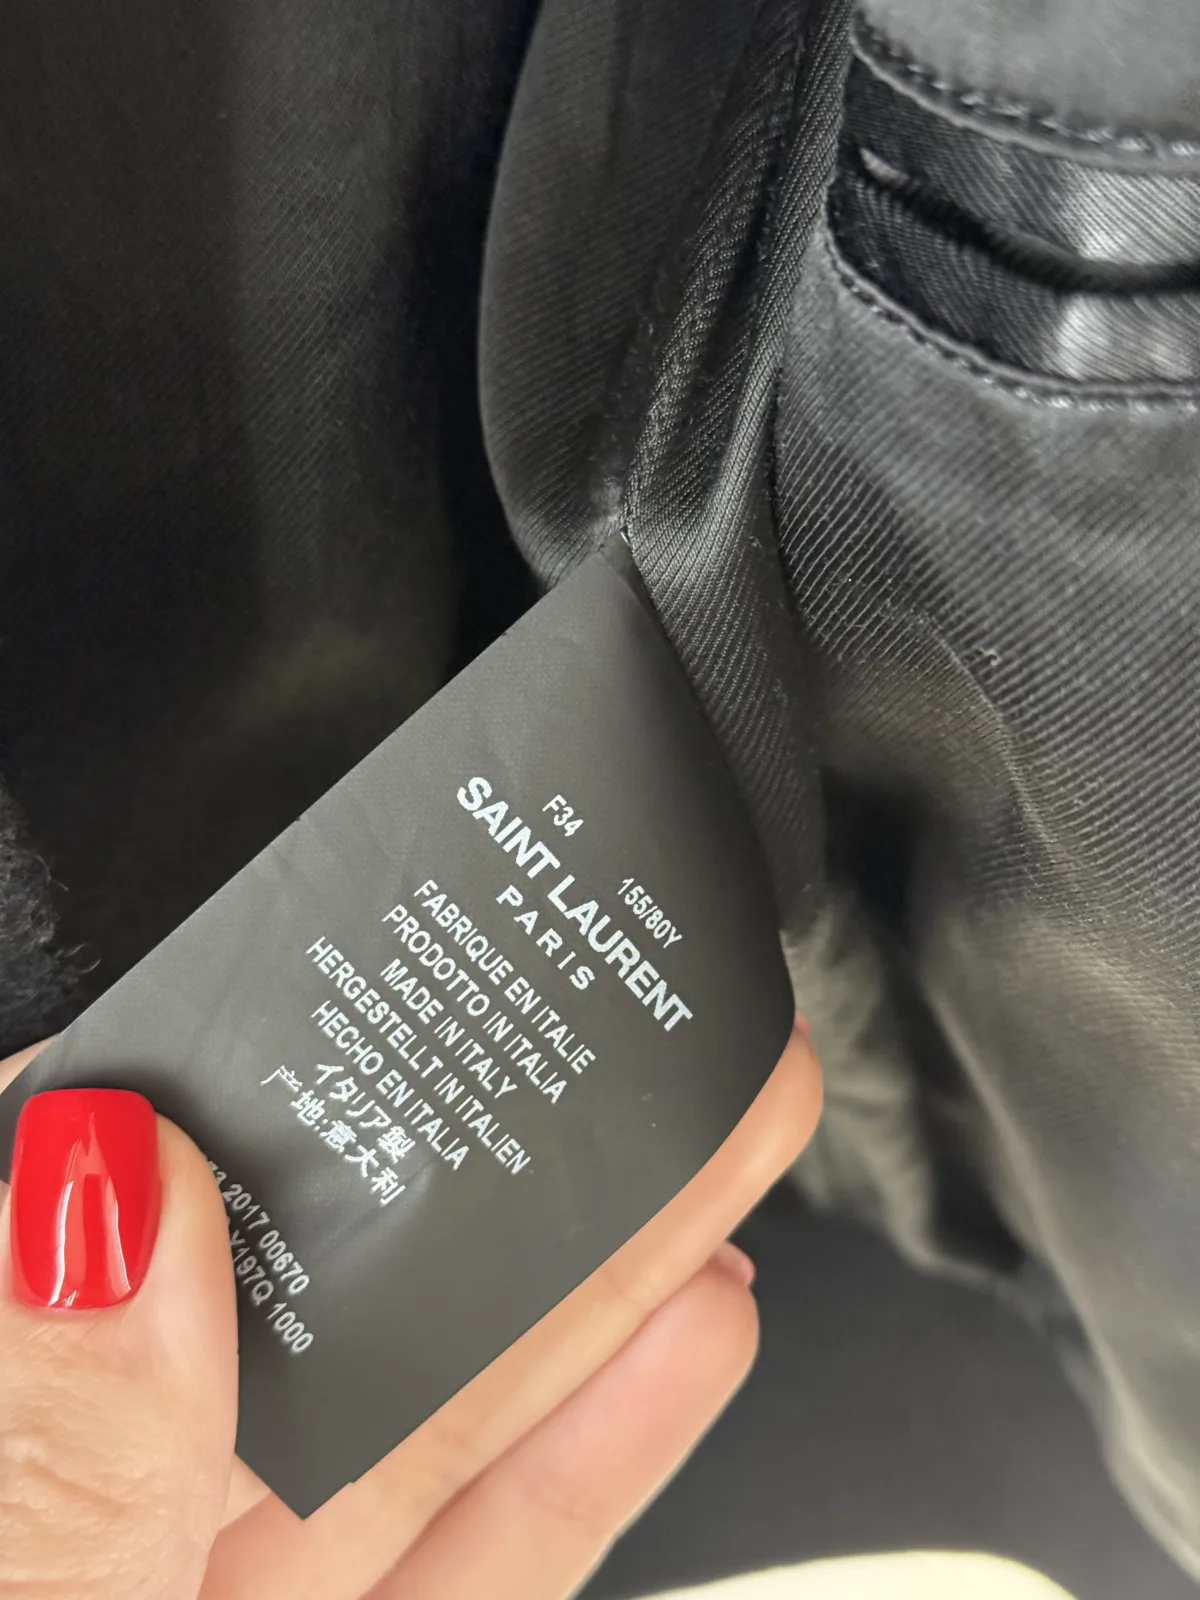 F34 155/80Y
SAINT LAURENT
PARIS
FABRIQUE EN ITALIE
PRODOTTO IN ITALIA
MADE IN ITALY
HERGESTELLT IN ITALIEN
HECHO EN ITALIA
イタリア製
产地:意大利
2017 00670
Y197Q 1000